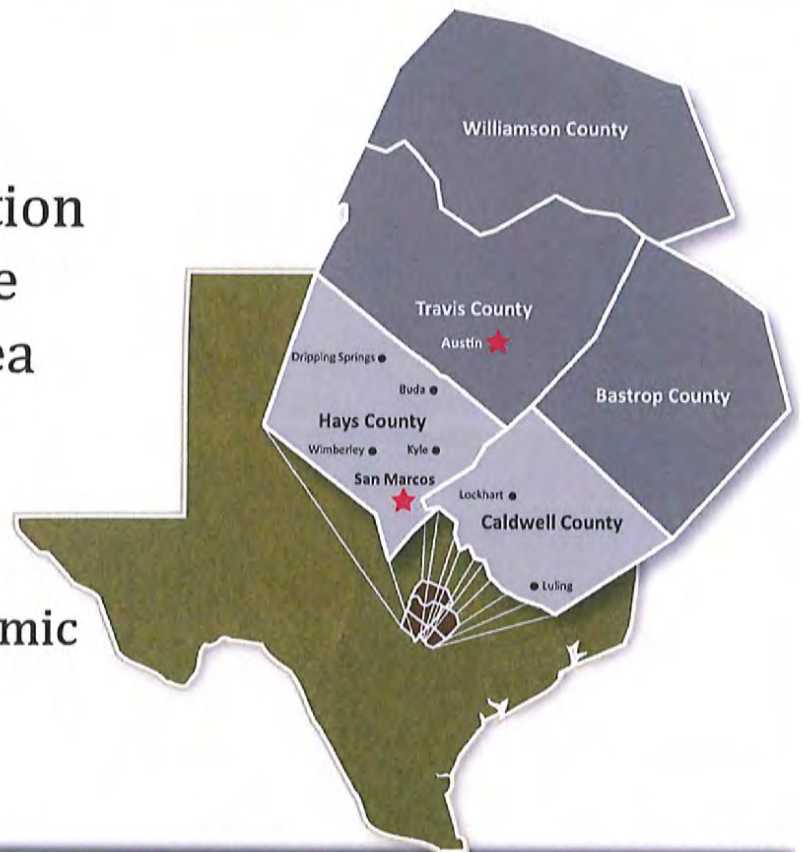 tion
e
ea
mic
Williamson County
Travis County
Austin
Dripping Springs
Buda
Bastrop County
Hays County
Wimberley
Kyle
San Marcos
Lockhart
Caldwell County
Luling